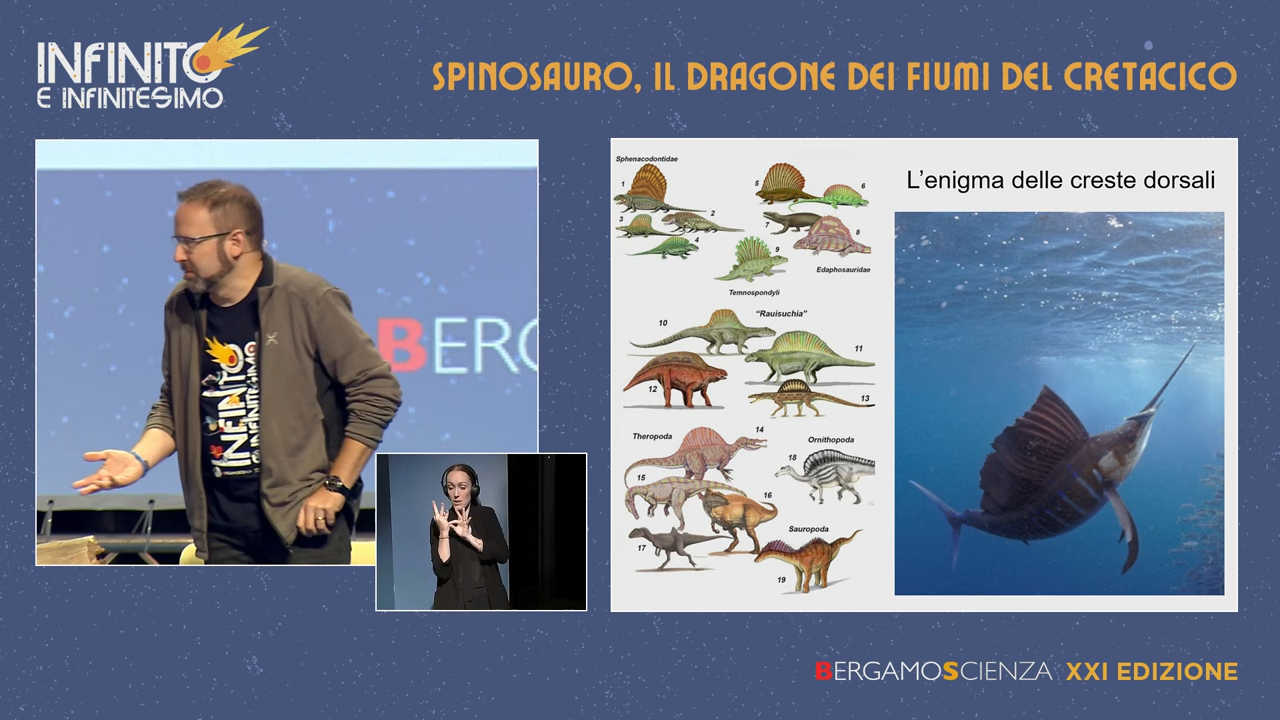 INFINITO
E INFINITESIMO
SPINOSAURO, IL DRAGONE DEI FIUMI DEL CRETACICO
BERG
INFINITO
E INFINITESIMO
L'enigma delle creste dorsali
Sphenacodontidae
1
2
3
4
5
6
7
8
9
Edaphosauridae
Temnospondyli
"Rauisuchia"
10
11
12
13
Theropoda
14
Ornithopoda
15
16
17
18
Sauropoda
19
BERGAMOSCIENZA XXI EDIZIONE